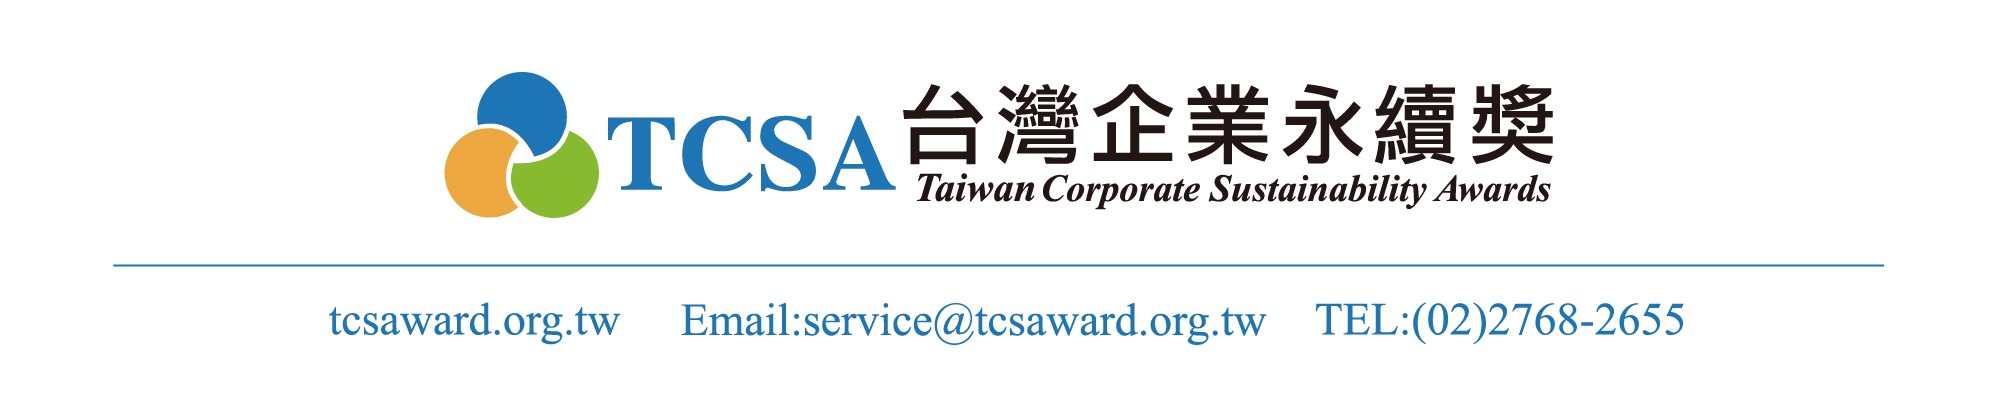 TCSA 台灣企業永續獎
Taiwan Corporate Sustainability Awards
tcsaward.org.tw Email:service@tcsaward.org.tw TEL:(02)2768-2655